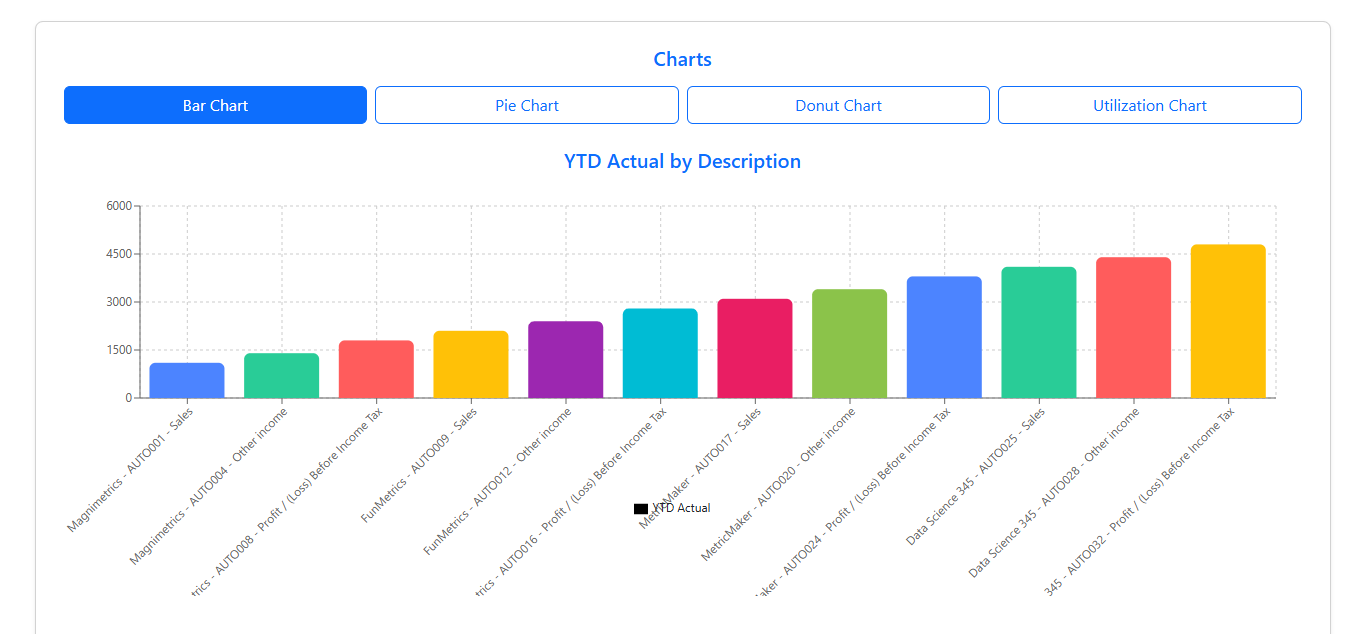 Charts
Bar Chart
Pie Chart
Donut Chart
Utilization Chart
YTD Actual by Description
6000
4500
3000
1500
0
Magnimetrics - AUTO001 - Sales
Magnimetrics - AUTO004 - Other income
trics - AUTO008 - Profit / (Loss) Before Income Tax
FunMetrics - AUTO009 - Sales
FunMetrics - AUTO012 - Other income
trics - AUTO016 - Profit / (Loss) Before Income Tax
MetricMaker - AUTO017 - Sales
MetricMaker - AUTO020 - Other income
aker - AUTO024 - Profit / (Loss) Before Income Tax
Data Science 345 - AUTO025 - Sales
Data Science 345 - AUTO028 - Other income
345 - AUTO032 - Profit / (Loss) Before Income Tax
YTD Actual